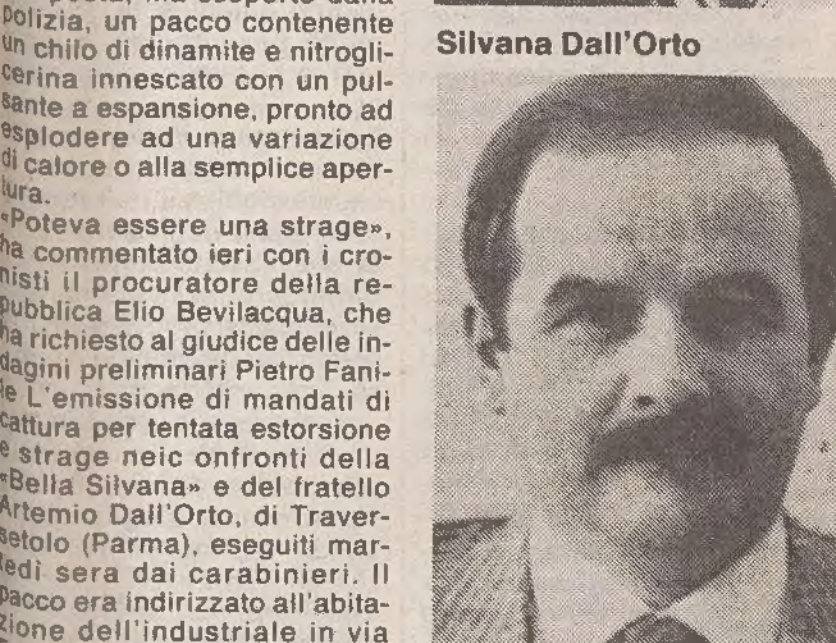 polizia, un pacco contenente
un chilo di dinamite e nitrogli-
cerina innescato con un pul-
sante a espansione, pronto ad
esplodere ad una variazione
di calore o alla semplice aper-
tura.
«Poteva essere una strage»,
ha commentato ieri con i cro-
nisti il procuratore della re-
pubblica Elio Bevilacqua, che
ha richiesto al giudice delle in-
dagini preliminari Pietro Fani-
le L'emissione di mandati di
cattura per tentata estorsione
e strage neic onfronti della
«Bella Silvana» e del fratello
Artemio Dall'Orto, di Traver-
setolo (Parma), eseguiti mar-
tedì sera dai carabinieri. Il
pacco era indirizzato all'abita-
zione dell'industriale in via
Silvana Dall'Orto